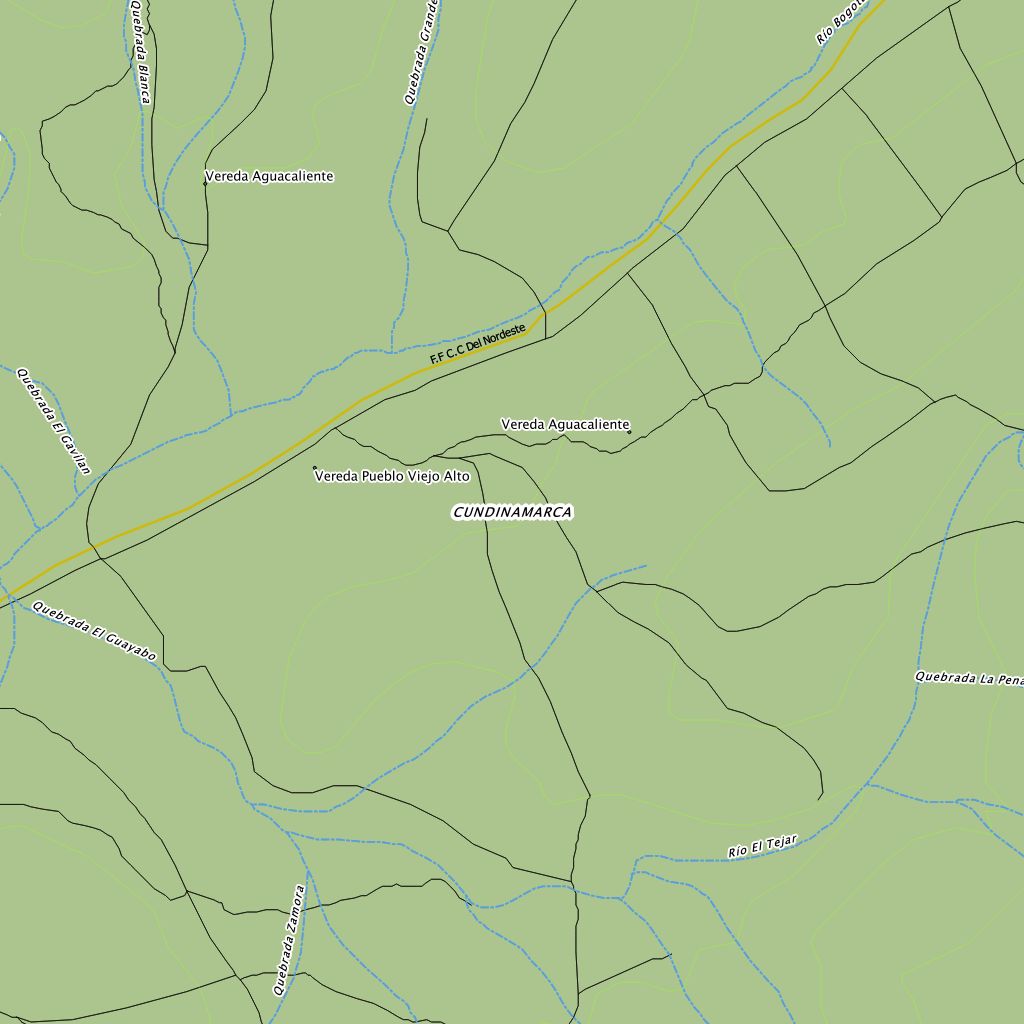 Quebrada Blanca
Quebrada Grande
Río Bogotá
Vereda Aguacaliente
F.F C.C Del Nordeste
Quebrada El Gavilan
Vereda Aguacaliente
Vereda Pueblo Viejo Alto
CUNDINAMARCA
Quebrada El Guayabo
Quebrada La Pena
Río El Tejar
Quebrada Zamora